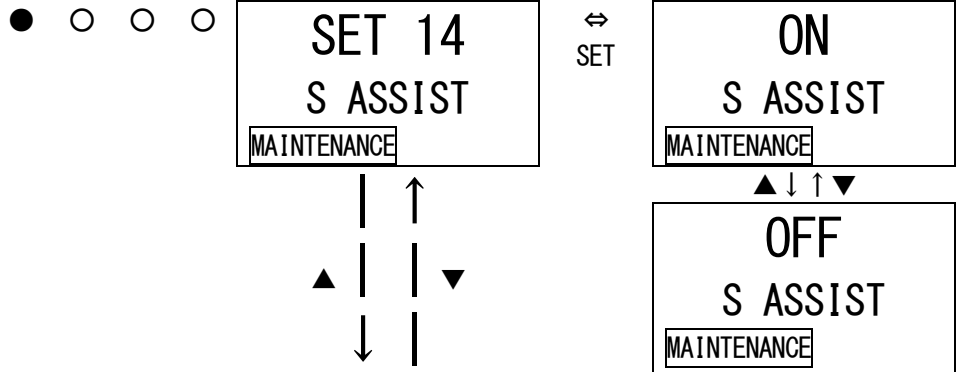 ● ○ ○ ○
SET 14
S ASSIST
MAINTENANCE
⇔
SET
ON
S ASSIST
MAINTENANCE
▲↓↑▼
OFF
S ASSIST
MAINTENANCE
▲ ↓ ↑ ▼